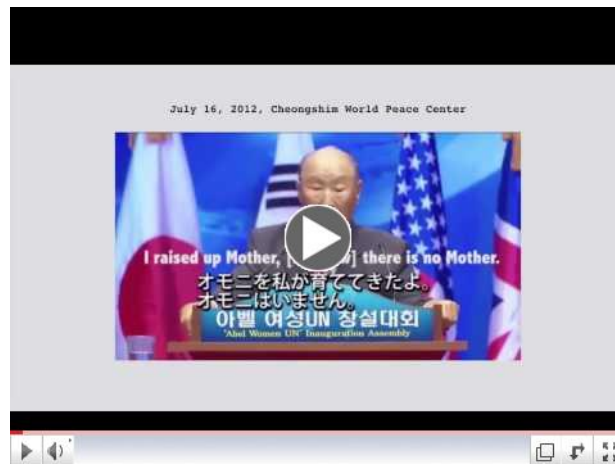 July 16, 2012, Cheongshim World Peace Center
I raised up Mother, [ ] there is no Mother.
オモニを私が育ててきたよ。
オモニはいません。
아벨 여성UN 창설대회
'Abel Women UN' Inauguration Assembly